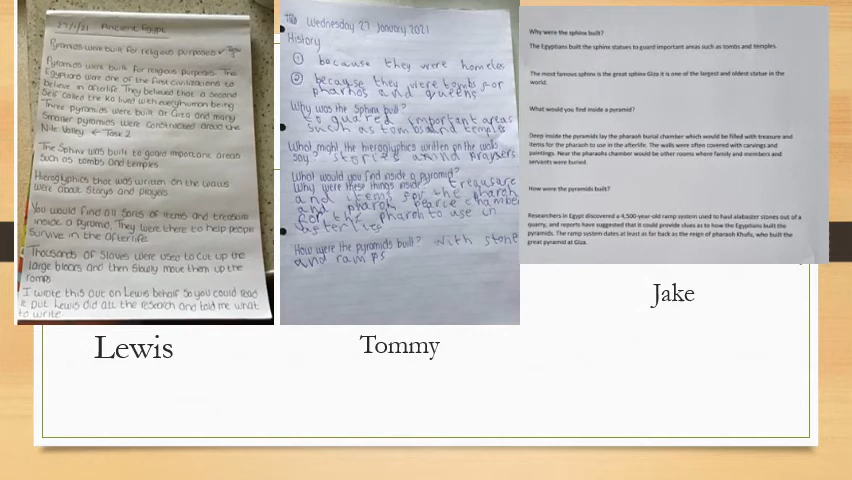 27/1/21 Ancient Egypt
Pyramids were built for religious purposes
Pyramids were built for religious purposes. The
Egyptians were one of the first civilizations to
believe in afterlife. They believed that a second
self called the Ka lived with every human being
Three pyramids were built at Giza and many
smaller pyramids were constructed around the
Nile Valley ← Task 2
The Sphinx was built to guard important areas
such as tombs and temples
Hieroglyphics that was written on the walls
were about storys and prayers
You would find all sorts of items and treasure
inside a pyramid. They were there to help people
survive in the afterlife
Thousands of slaves were used to cut up the
large blocks and then slowly move them up the
ramps
I wrote this out on Lewis behalf so you could read
it but Lewis did all the research and told me what
to write
Lewis
Wednesday 27 January 2021
History
① because they were homeles
② because they were tombs for
pharhos and queens
Why was the Sphinx built?
to guared important areas
such as tombs and temples
What might the hieroglyphics written on the walls
say? stories annd praysers
What would you find inside a pyramid?
Why were these things inside? treqsure
and items for the pharoh
and pharoh pearce chamber
for the pharoh to use in
How were the pyramids built? with stone
and ramps
Tommy
Why were the sphinx built?
The Egyptians built the sphinx statues to guard important areas such as tombs and temples.
The most famous sphinx is the great sphinx Giza it is one of the largest and oldest statue in the
world.
What would you find inside a pyramid?
Deep inside the pyramids lay the pharaoh burial chamber which would be filled with treasure and
items for the pharaoh to use in the afterlife. The walls were often covered with carvings and
paintings. Near the pharaohs chamber would be other rooms where family and members and
servants were buried.
How were the pyramids built?
Researchers in Egypt discovered a 4,500-year-old ramp system used to haul alabaster stones out of a
quarry, and reports have suggested that it could provide clues as to how the Egyptians built the
pyramids. The ramp system dates at least as far back as the reign of pharaoh Khufu, who built the
great pyramid at Giza.
Jake